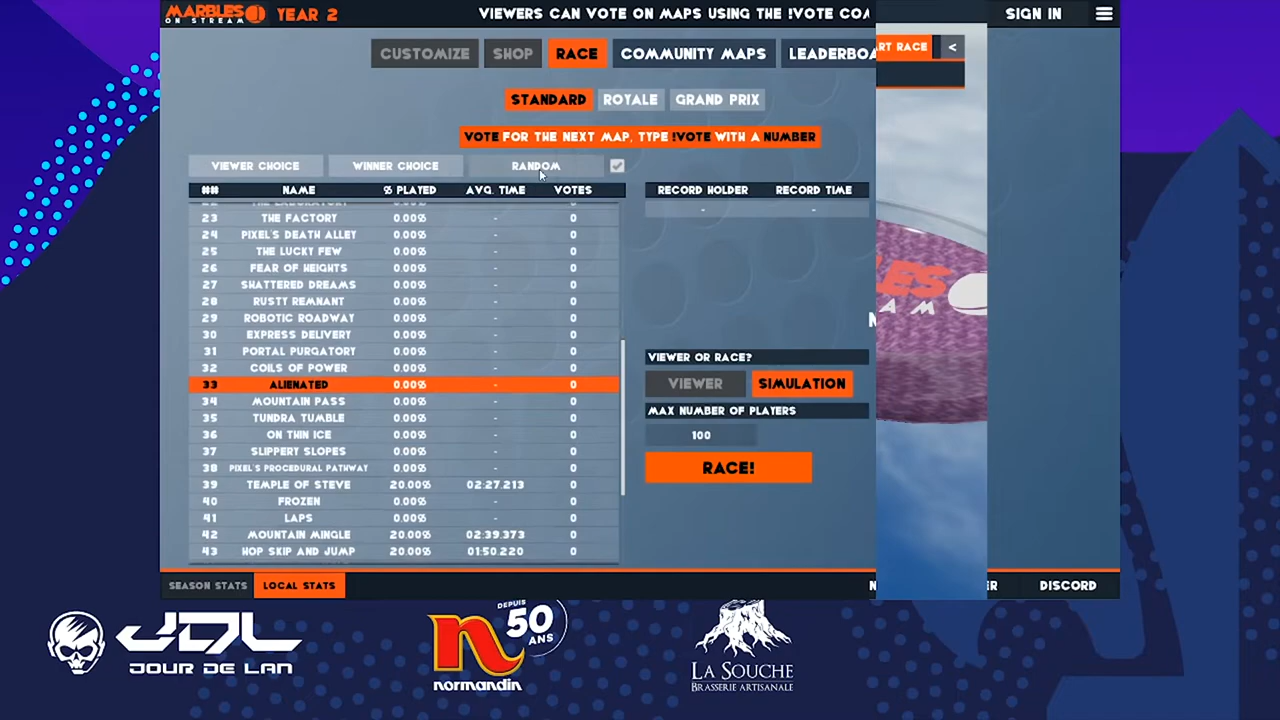 MARBLES ON STREAM YEAR 2 VIEWERS CAN VOTE ON MAPS USING THE !VOTE SIGN IN
CUSTOMIZE SHOP RACE COMMUNITY MAPS LEADERBOA
ART RACE <
STANDARD ROYALE GRAND PRIX
VOTE FOR THE NEXT MAP, TYPE !VOTE WITH A NUMBER
VIEWER CHOICE WINNER CHOICE RANDOM
## NAME % PLAYED AVG. TIME VOTES RECORD HOLDER RECORD TIME
- -
23 THE FACTORY 0.00% - 0
24 PIXEL'S DEATH ALLEY 0.00% - 0
25 THE LUCKY FEW 0.00% - 0
26 FEAR OF HEIGHTS 0.00% - 0
27 SHATTERED DREAMS 0.00% - 0
28 RUSTY REMNANT 0.00% - 0
29 ROBOTIC ROADWAY 0.00% - 0
30 EXPRESS DELIVERY 0.00% - 0
31 PORTAL PURGATORY 0.00% - 0
32 COILS OF POWER 0.00% - 0
33 ALIENATED 0.00% - 0
34 MOUNTAIN PASS 0.00% - 0
35 TUNDRA TUMBLE 0.00% - 0
36 ON THIN ICE 0.00% - 0
37 SLIPPERY SLOPES 0.00% - 0
38 PIXEL'S PROCEDURAL PATHWAY 0.00% - 0
39 TEMPLE OF STEVE 20.00% 02:27.213 0
40 FROZEN 0.00% - 0
41 LAPS 0.00% - 0
42 MOUNTAIN MINGLE 20.00% 02:39.373 0
43 HOP SKIP AND JUMP 20.00% 01:50.220 0
VIEWER OR RACE?
VIEWER SIMULATION
MAX NUMBER OF PLAYERS
100
RACE!
SEASON STATS LOCAL STATS DISCORD
JDL
JOUR DE LAN
DEPUIS
50
ANS
n
normandin
LA SOUCHE
BRASSERIE ARTISANALE